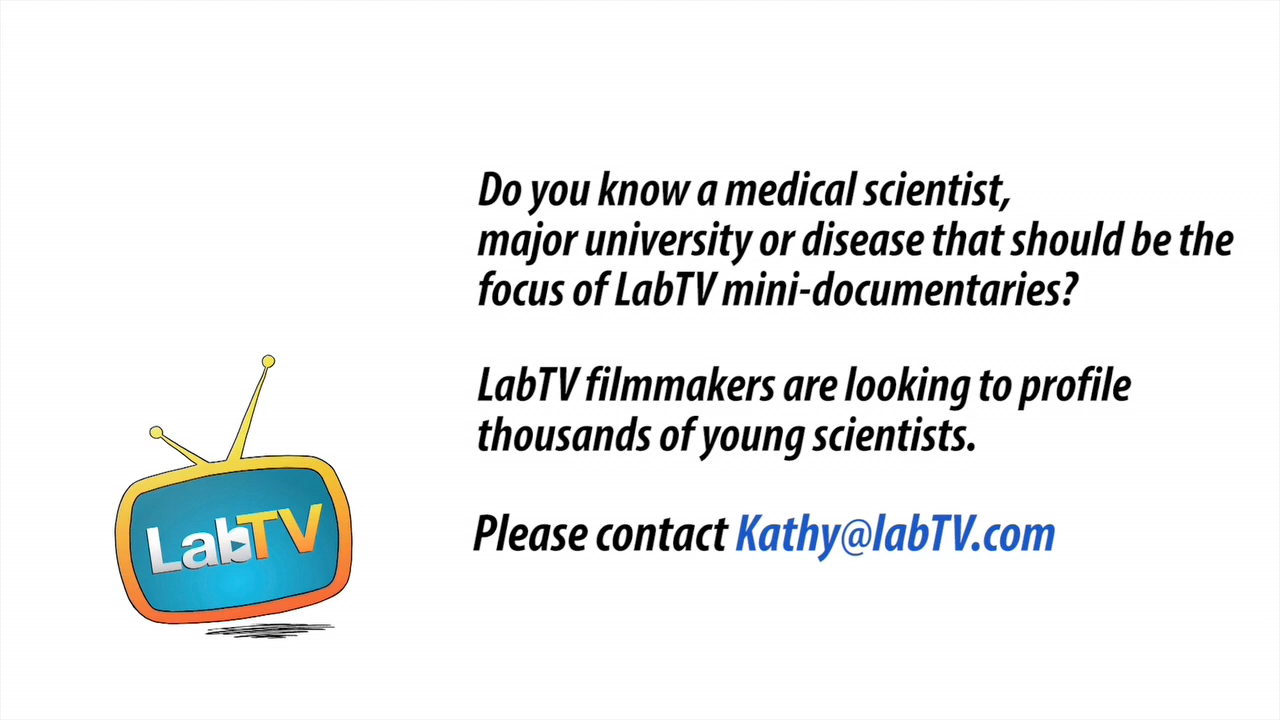 Do you know a medical scientist,
major university or disease that should be the
focus of LabTV mini-documentaries?
LabTV filmmakers are looking to profile
thousands of young scientists.
LabTV
Please contact Kathy@labTV.com